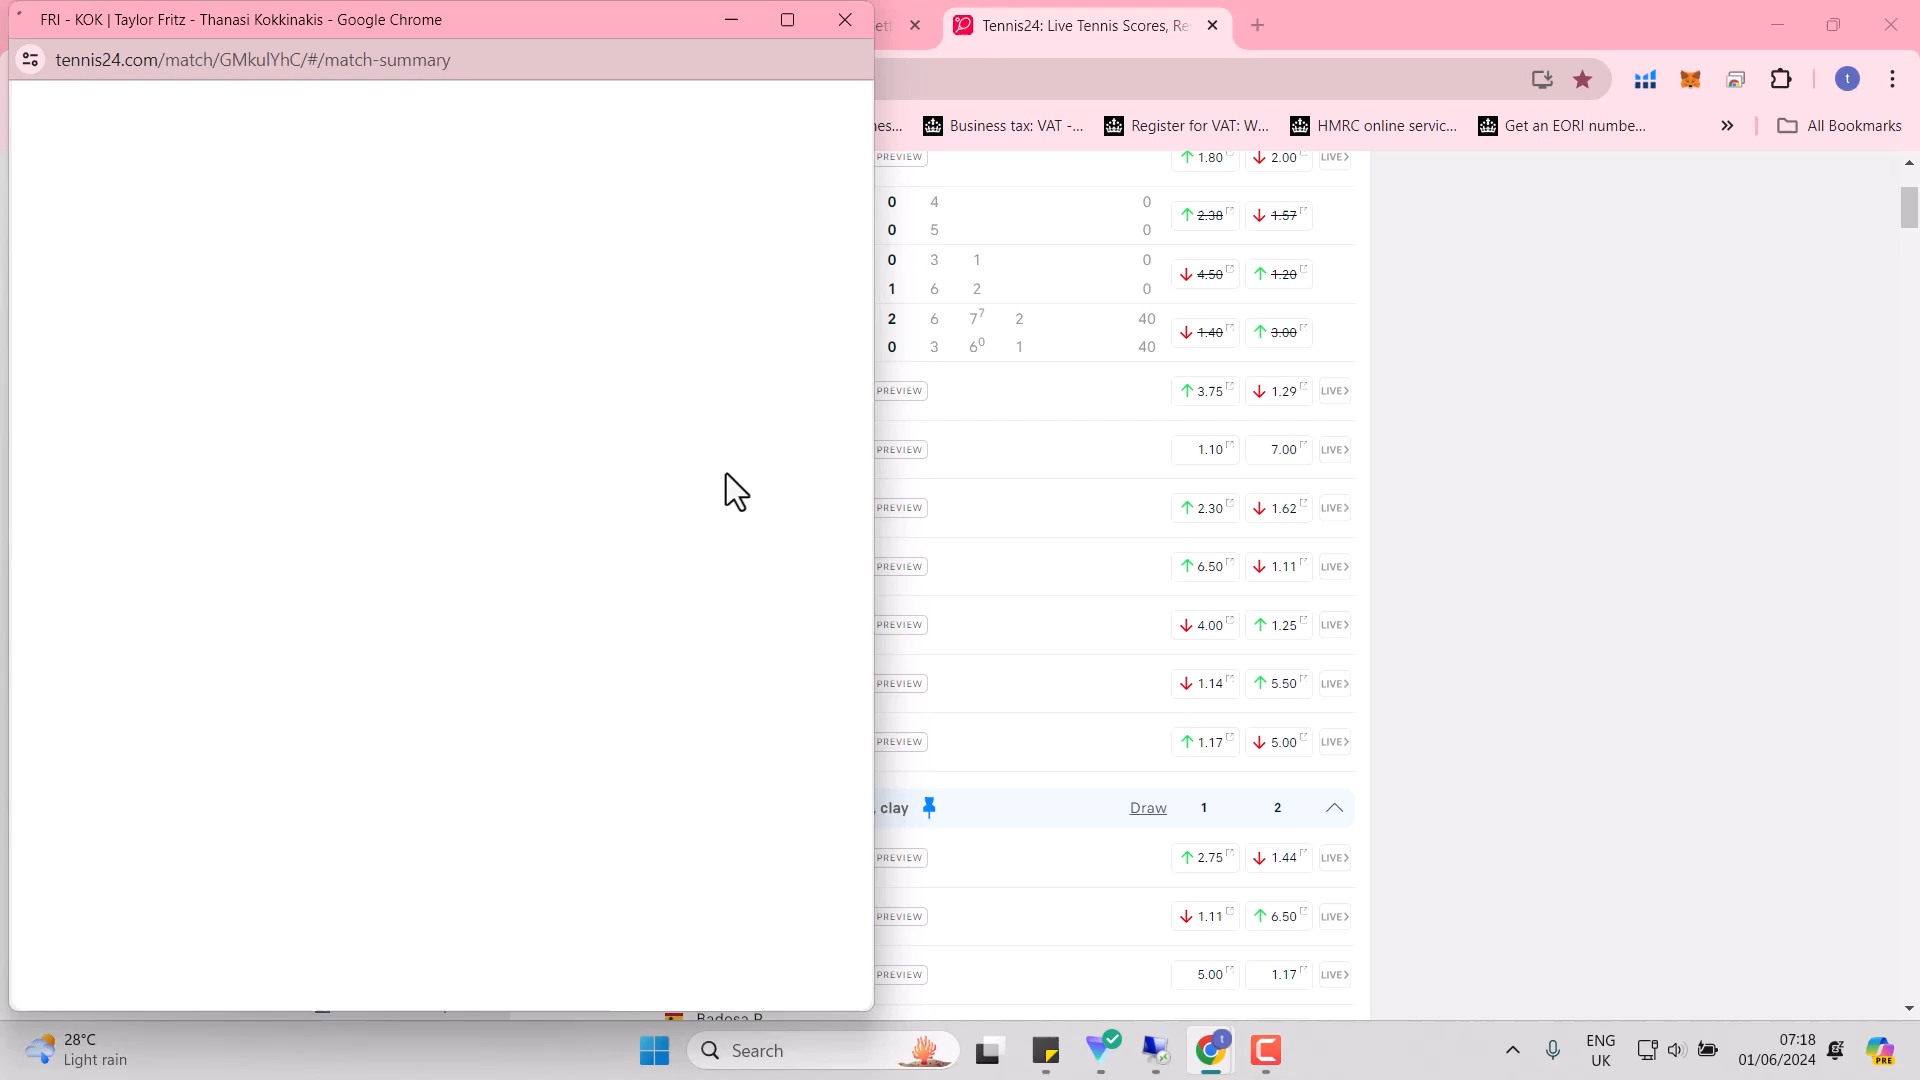 FRI - KOK | Taylor Fritz - Thanasi Kokkinakis - Google Chrome
Tennis24: Live Tennis Scores, Re
tennis24.com/match/GMkulYhC/#/match-summary
t
Business tax: VAT -...
Register for VAT: W...
HMRC online servic...
Get an EORI numbe...
All Bookmarks
PREVIEW 1.80 2.00 LIVE
0 4 0
0 5 0
2.38 1.57
0 3 1 0
1 6 2 0
4.50 1.20
2 6 7⁷ 2 40
0 3 6⁰ 1 40
1.40 3.00
PREVIEW 3.75 1.29 LIVE
PREVIEW 1.10 7.00 LIVE
PREVIEW 2.30 1.62 LIVE
PREVIEW 6.50 1.11 LIVE
PREVIEW 4.00 1.25 LIVE
PREVIEW 1.14 5.50 LIVE
PREVIEW 1.17 5.00 LIVE
, clay Draw 1 2
PREVIEW 2.75 1.44 LIVE
PREVIEW 1.11 6.50 LIVE
PREVIEW 5.00 1.17 LIVE
28°C
Light rain
Search
t
ENG
UK
07:18
01/06/2024
PRE